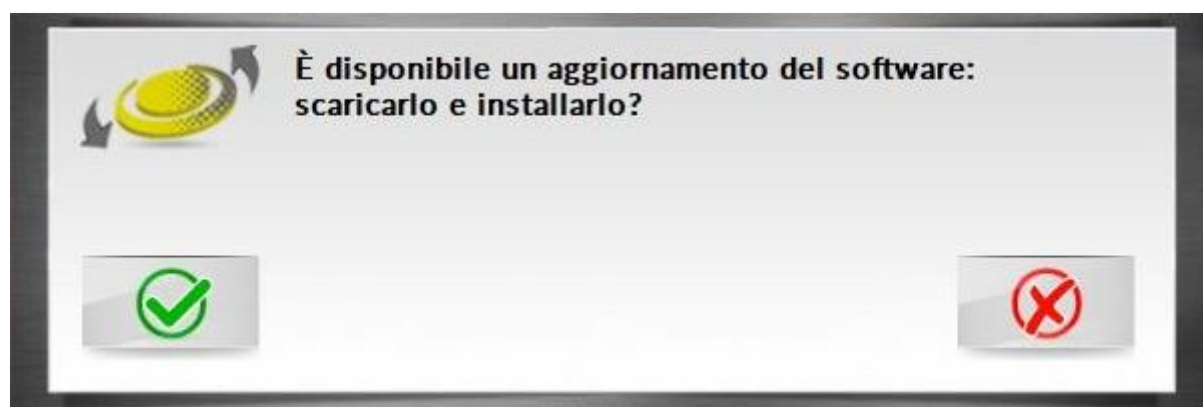 È disponibile un aggiornamento del software:
scaricarlo e installarlo?